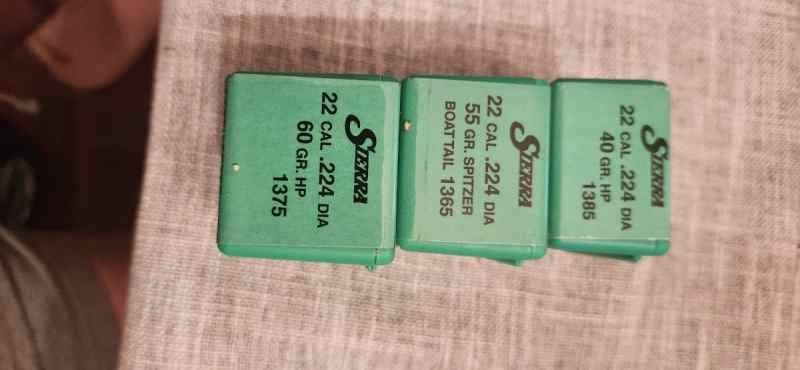 SIERRA
22 CAL .224 DIA
60 GR. HP
1375
SIERRA
22 CAL .224 DIA
55 GR. SPITZER
BOATTAIL 1365
SIERRA
22 CAL .224 DIA
40 GR. HP
1385